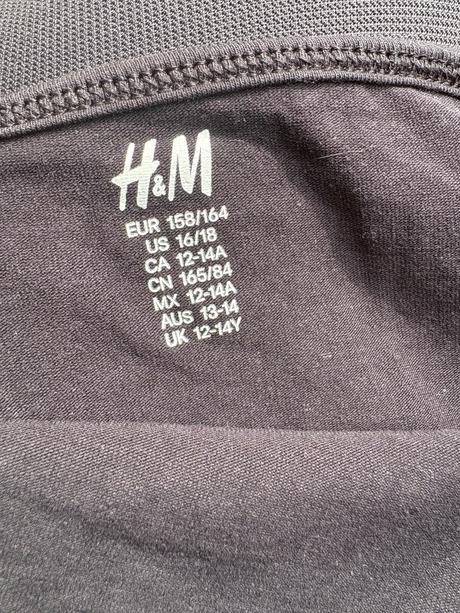 H&M
EUR 158/164
US 16/18
CA 12-14A
CN 165/84
MX 12-14A
AUS 13-14
UK 12-14Y